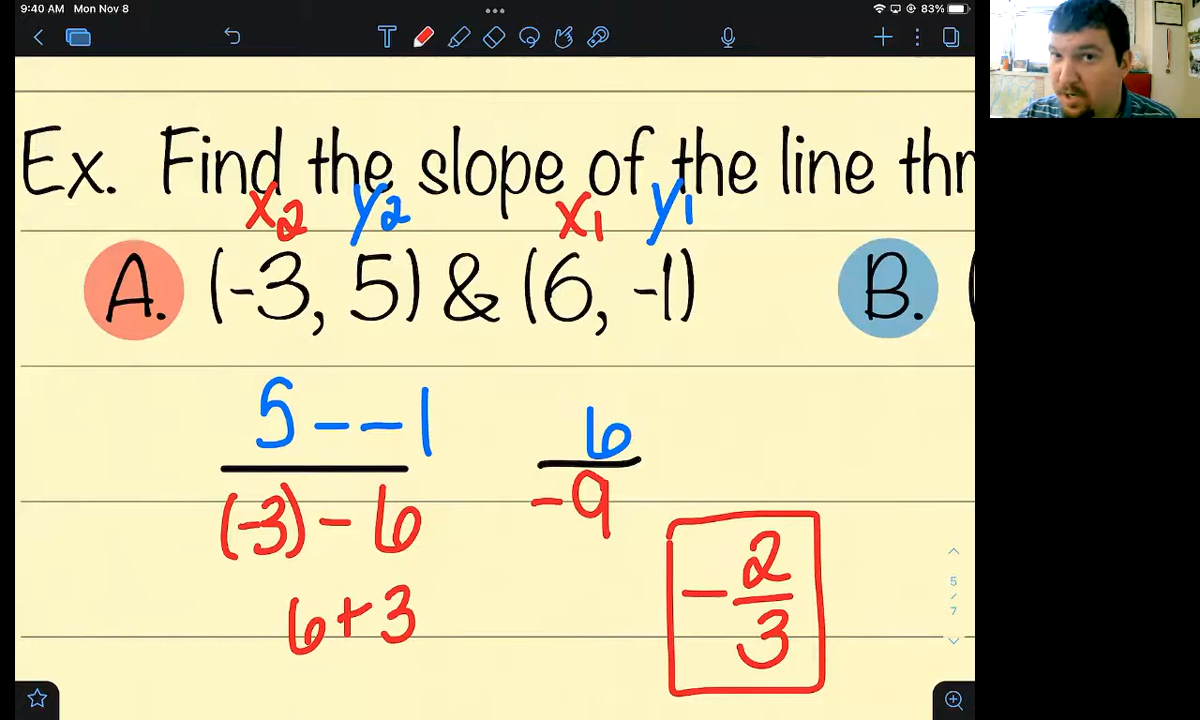 9:40 AM Mon Nov 8
83%
T
Ex. Find the slope of the line thr
x2 y2 x1 y1
A. (-3, 5) & (6, -1) B. (
5 - -1
(-3) - 6
6
-9
6+3
- 2
3
5
/
7